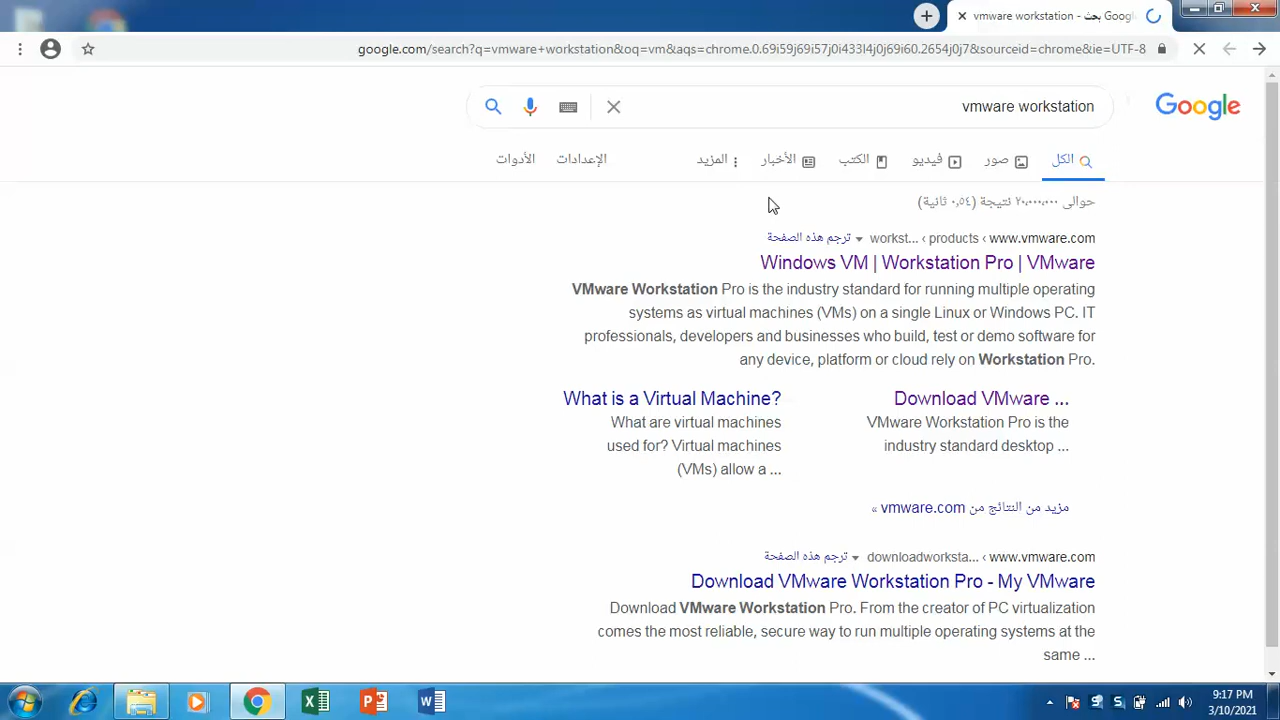 vmware workstation - بحث Google
google.com/search?q=vmware+workstation&oq=vm&aqs=chrome.0.69i59j69i57j0i433l4j0j69i60.2654j0j7&sourceid=chrome&ie=UTF-8
vmware workstation
Google
الكل
صور
فيديو
الكتب
الأخبار
المزيد
الإعدادات
الأدوات
حوالى ٢٠,٠٠٠,٠٠٠ نتيجة (٠,٥٤ ثانية)
www.vmware.com › products › workst... ترجم هذه الصفحة
Windows VM | Workstation Pro | VMware
VMware Workstation Pro is the industry standard for running multiple operating
systems as virtual machines (VMs) on a single Linux or Windows PC. IT
professionals, developers and businesses who build, test or demo software for
any device, platform or cloud rely on Workstation Pro.
Download VMware ...
VMware Workstation Pro is the
industry standard desktop ...
What is a Virtual Machine?
What are virtual machines
used for? Virtual machines
(VMs) allow a ...
مزيد من النتائج من vmware.com »
www.vmware.com › downloadworksta... ترجم هذه الصفحة
Download VMware Workstation Pro - My VMware
Download VMware Workstation Pro. From the creator of PC virtualization
comes the most reliable, secure way to run multiple operating systems at the
same ...
9:17 PM
3/10/2021